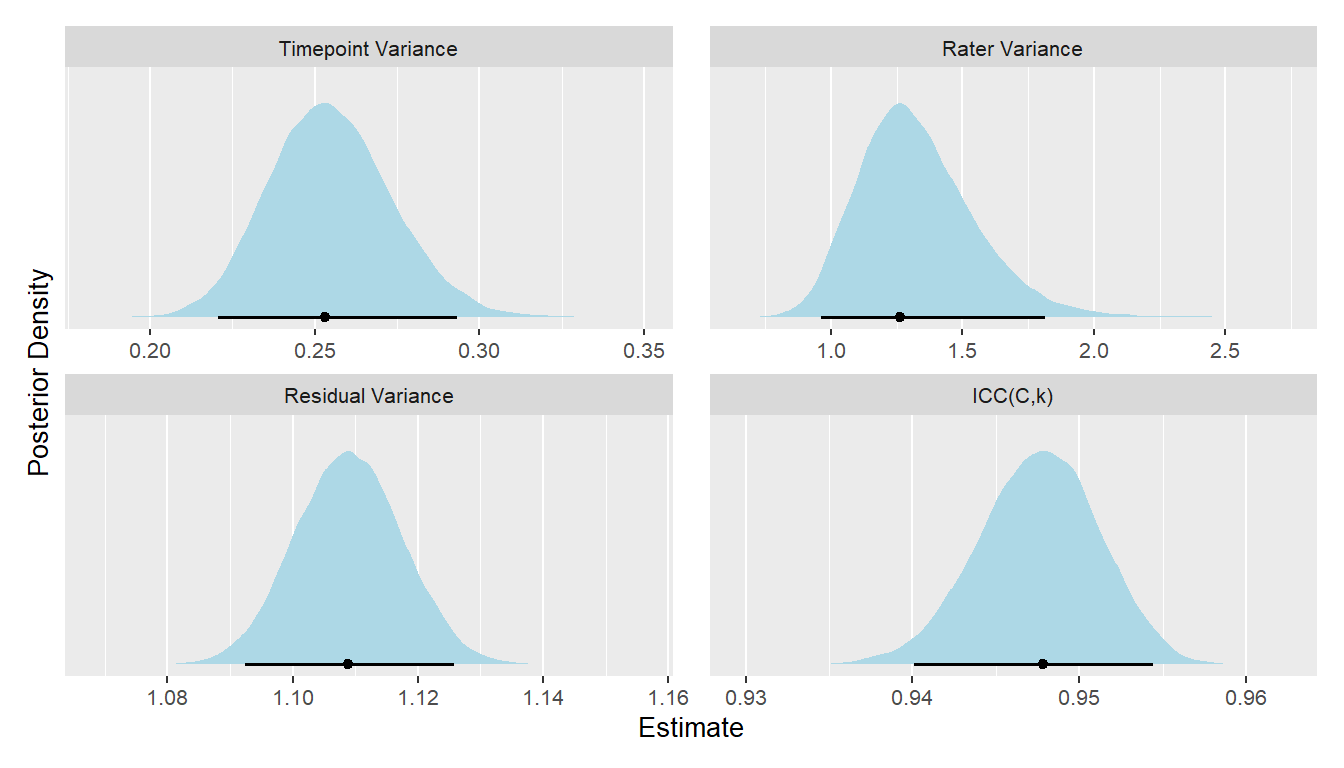 Timepoint Variance
Rater Variance
0.20 0.25 0.30 0.35
1.0 1.5 2.0 2.5
Posterior Density
Residual Variance
ICC(C,k)
1.08 1.10 1.12 1.14 1.16
0.93 0.94 0.95 0.96
Estimate